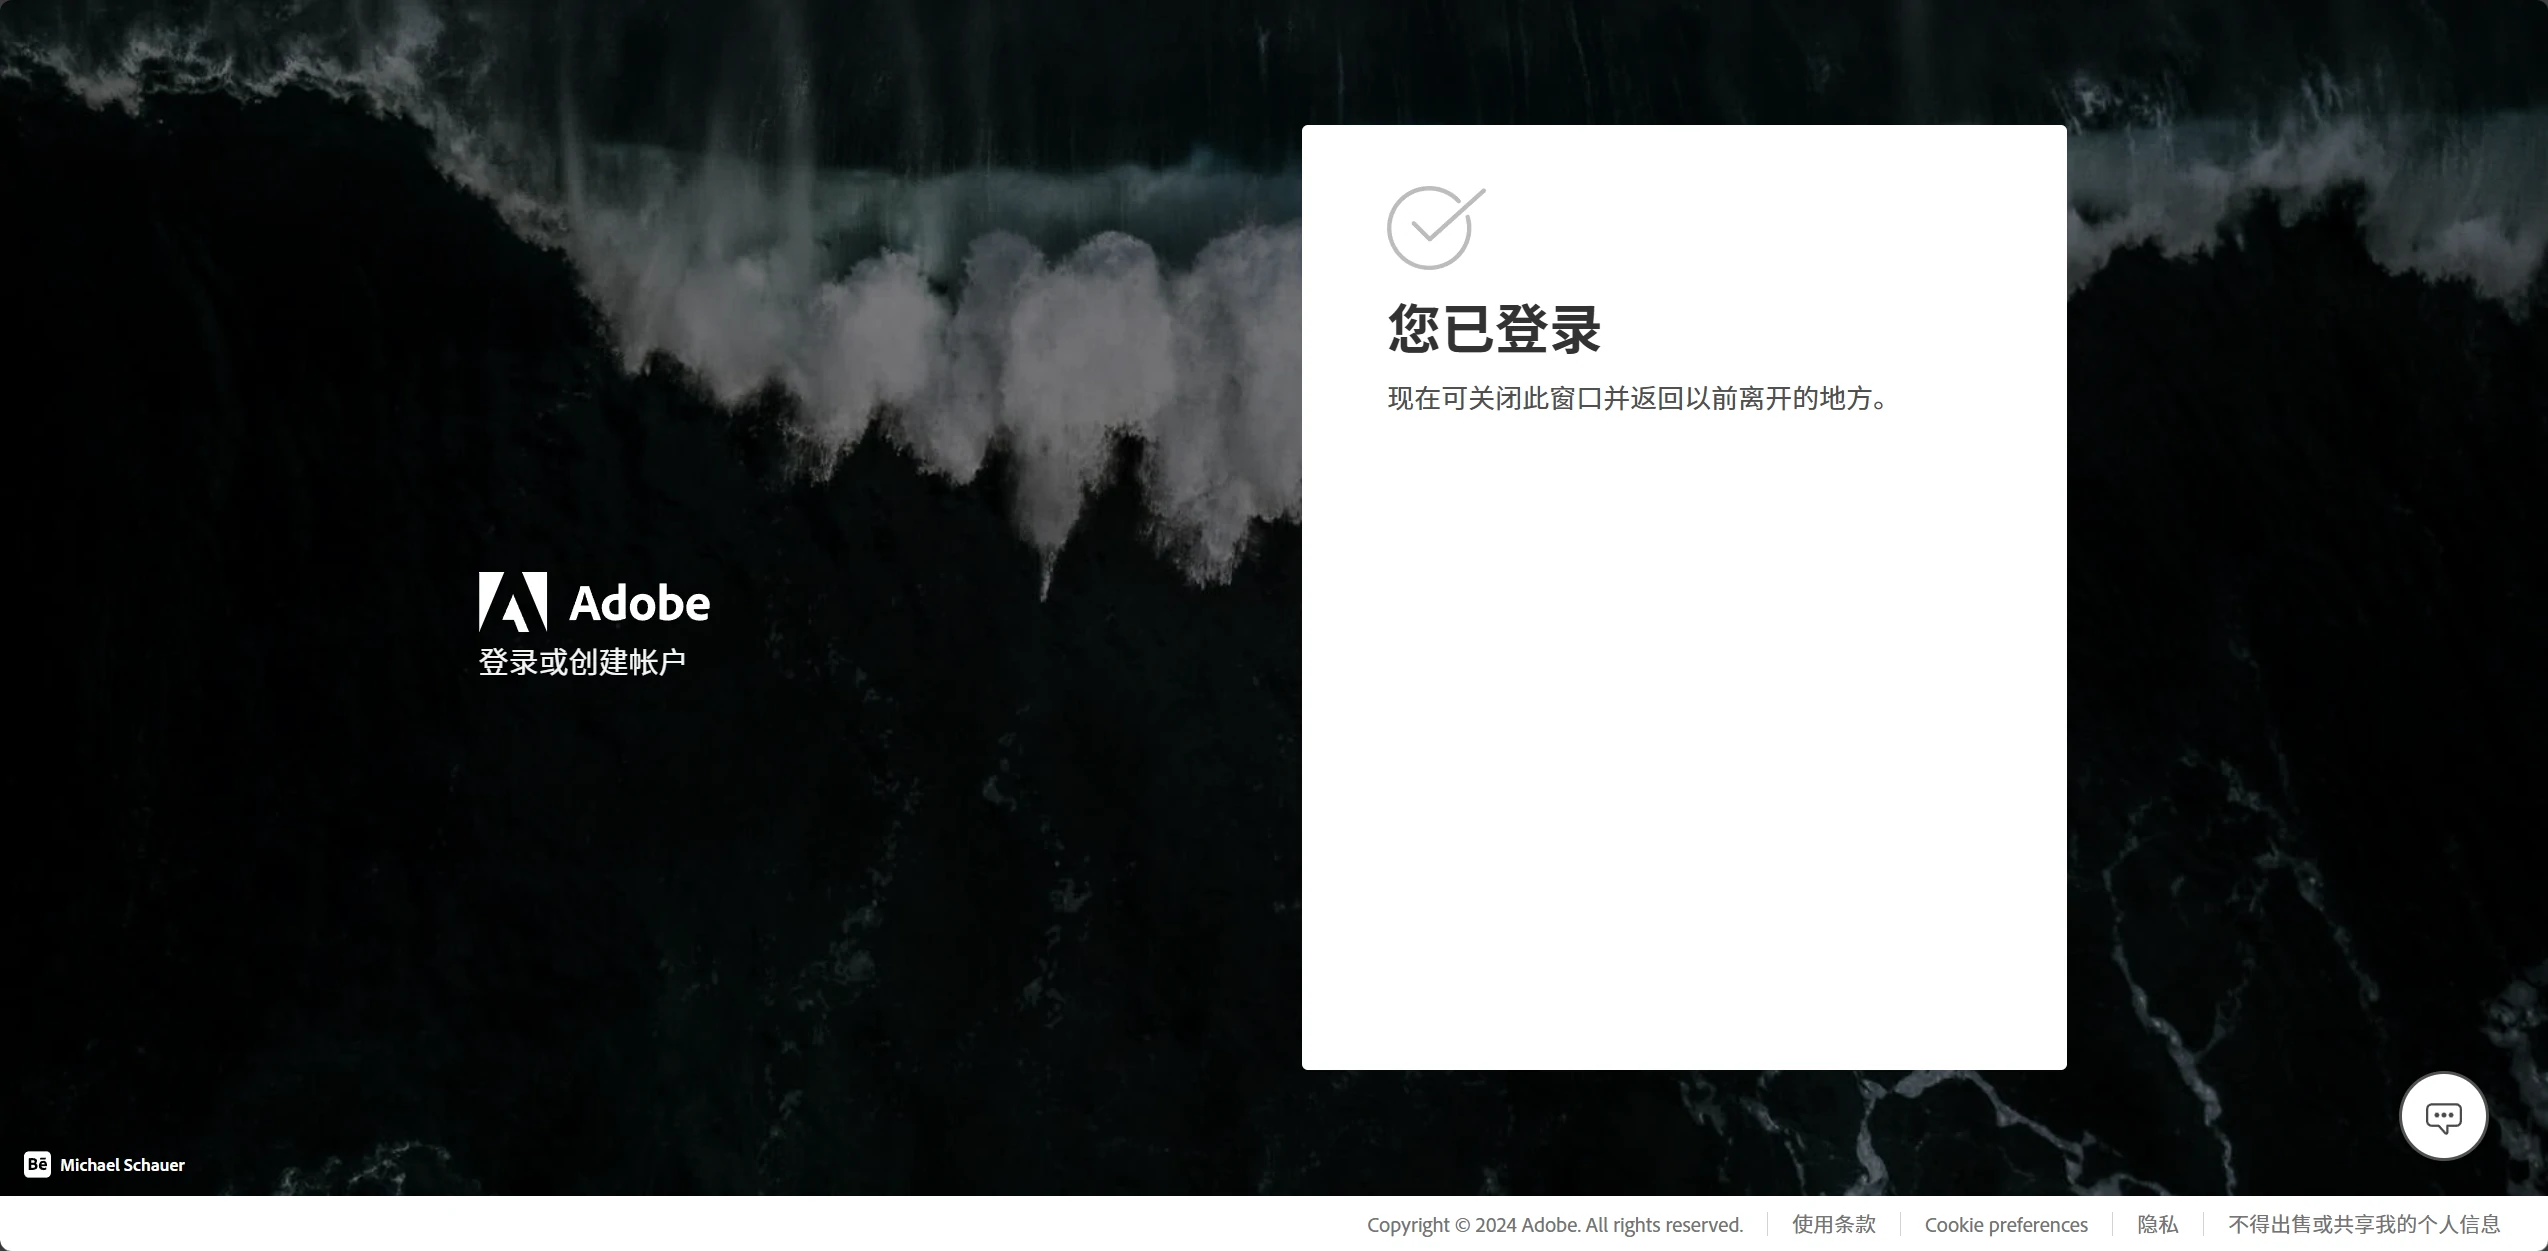 Adobe
登录或创建帐户
您已登录
现在可关闭此窗口并返回以前离开的地方。
Bē Michael Schauer
Copyright © 2024 Adobe. All rights reserved. 使用条款 Cookie preferences 隐私 不得出售或共享我的个人信息